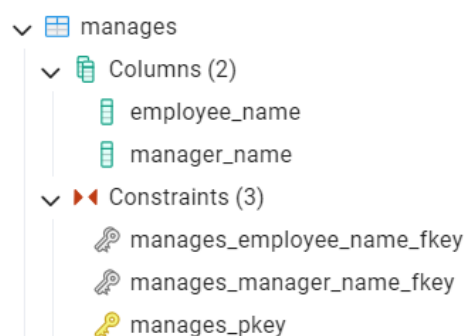 manages
Columns (2)
employee_name
manager_name
Constraints (3)
manages_employee_name_fkey
manages_manager_name_fkey
manages_pkey